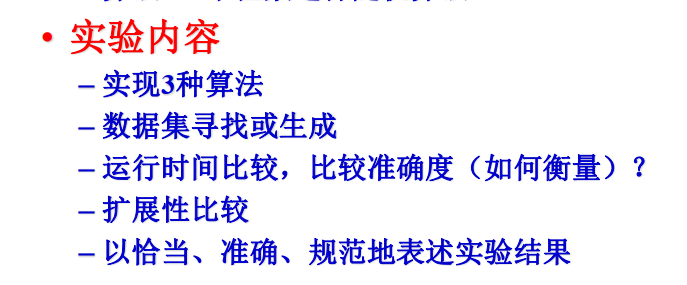 • 实验内容
– 实现3种算法
– 数据集寻找或生成
– 运行时间比较，比较准确度（如何衡量）？
– 扩展性比较
– 以恰当、准确、规范地表述实验结果